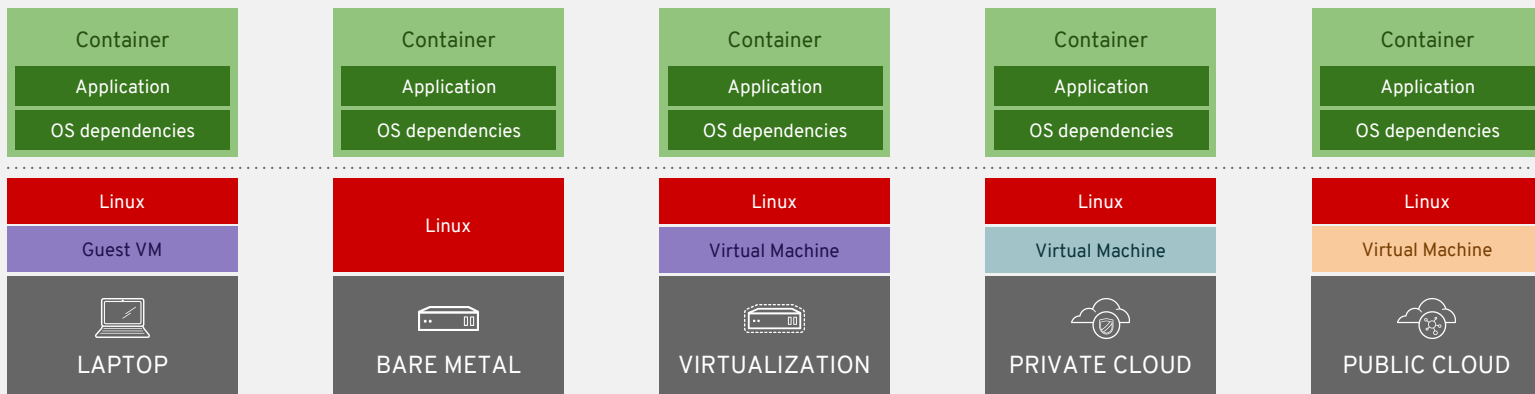 Container
Application
OS dependencies
Linux
Guest VM
LAPTOP
Container
Application
OS dependencies
Linux
BARE METAL
Container
Application
OS dependencies
Linux
Virtual Machine
VIRTUALIZATION
Container
Application
OS dependencies
Linux
Virtual Machine
PRIVATE CLOUD
Container
Application
OS dependencies
Linux
Virtual Machine
PUBLIC CLOUD